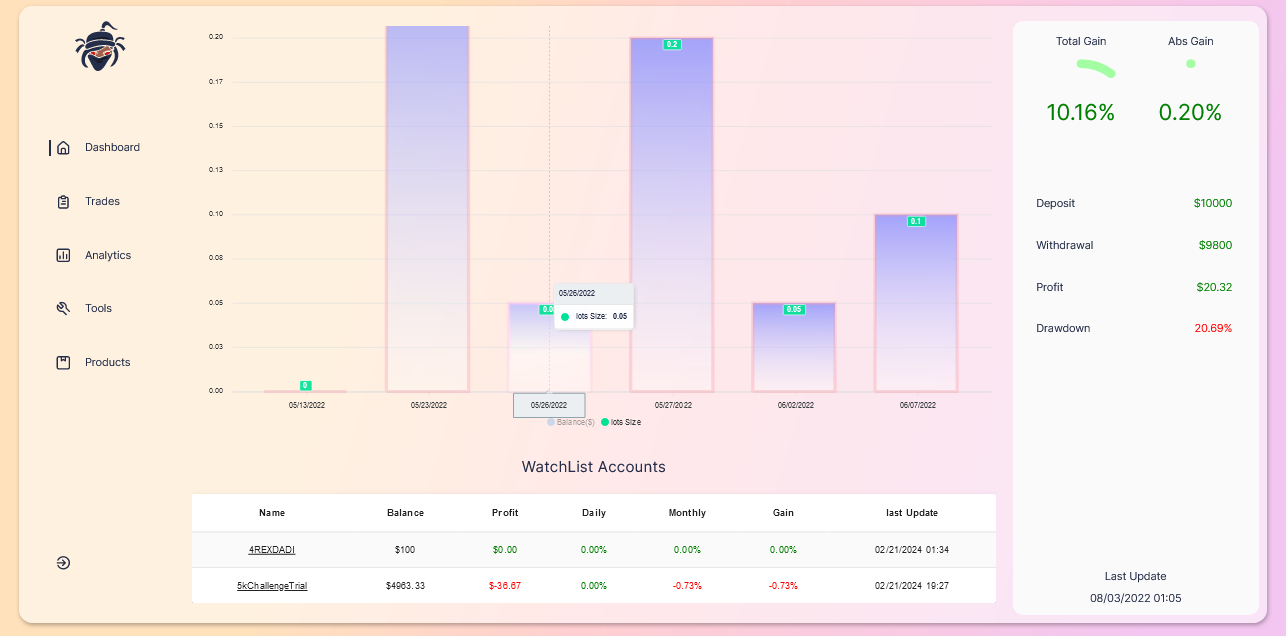 Dashboard
Trades
Analytics
Tools
Products
0.20
0.17
0.15
0.13
0.10
0.08
0.05
0.03
0.00
0
0.2
0.05
0.1
05/26/2022
lots Size: 0.05
05/13/2022 05/23/2022 05/26/2022 05/27/2022 06/02/2022 06/07/2022
Balance($) lots Size
WatchList Accounts
Name Balance Profit Daily Monthly Gain last Update
4REXDADI $100 $0.00 0.00% 0.00% 0.00% 02/21/2024 01:34
5kChallengeTrial $4963.33 $-36.67 0.00% -0.73% -0.73% 02/21/2024 19:27
Total Gain Abs Gain
10.16% 0.20%
Deposit $10000
Withdrawal $9800
Profit $20.32
Drawdown 20.69%
Last Update
08/03/2022 01:05